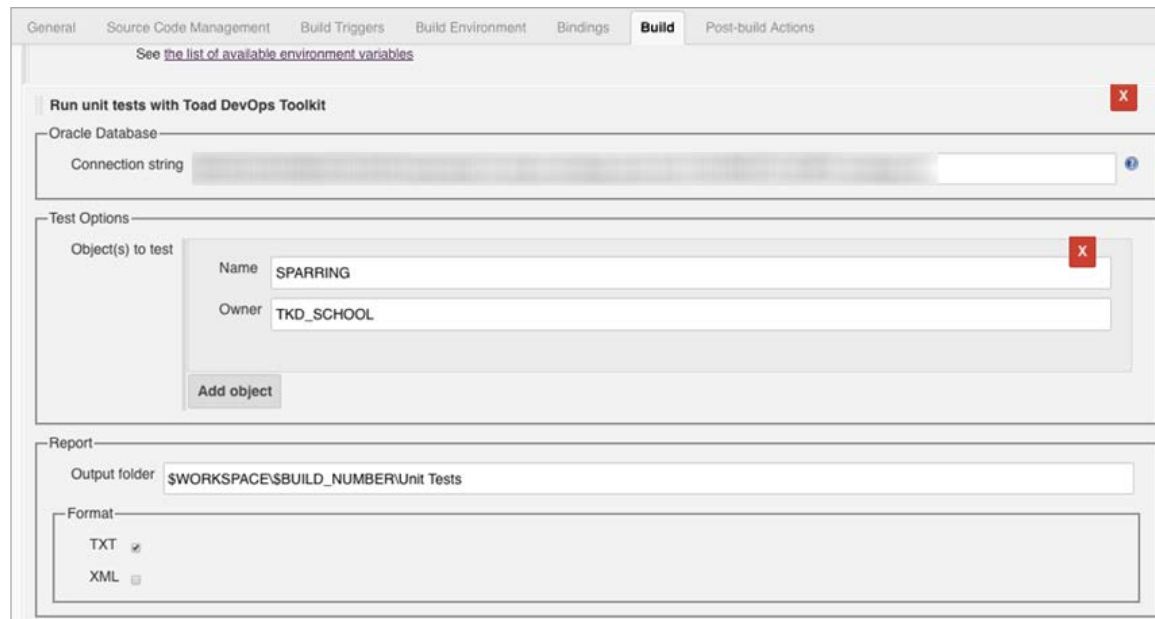 General Source Code Management Build Triggers Build Environment Bindings Build Post-build Actions
See the list of available environment variables
Run unit tests with Toad DevOps Toolkit X
Oracle Database
Connection string
Test Options
Object(s) to test X
Name SPARRING
Owner TKD_SCHOOL
Add object
Report
Output folder $WORKSPACE\$BUILD_NUMBER\Unit Tests
Format
TXT
XML